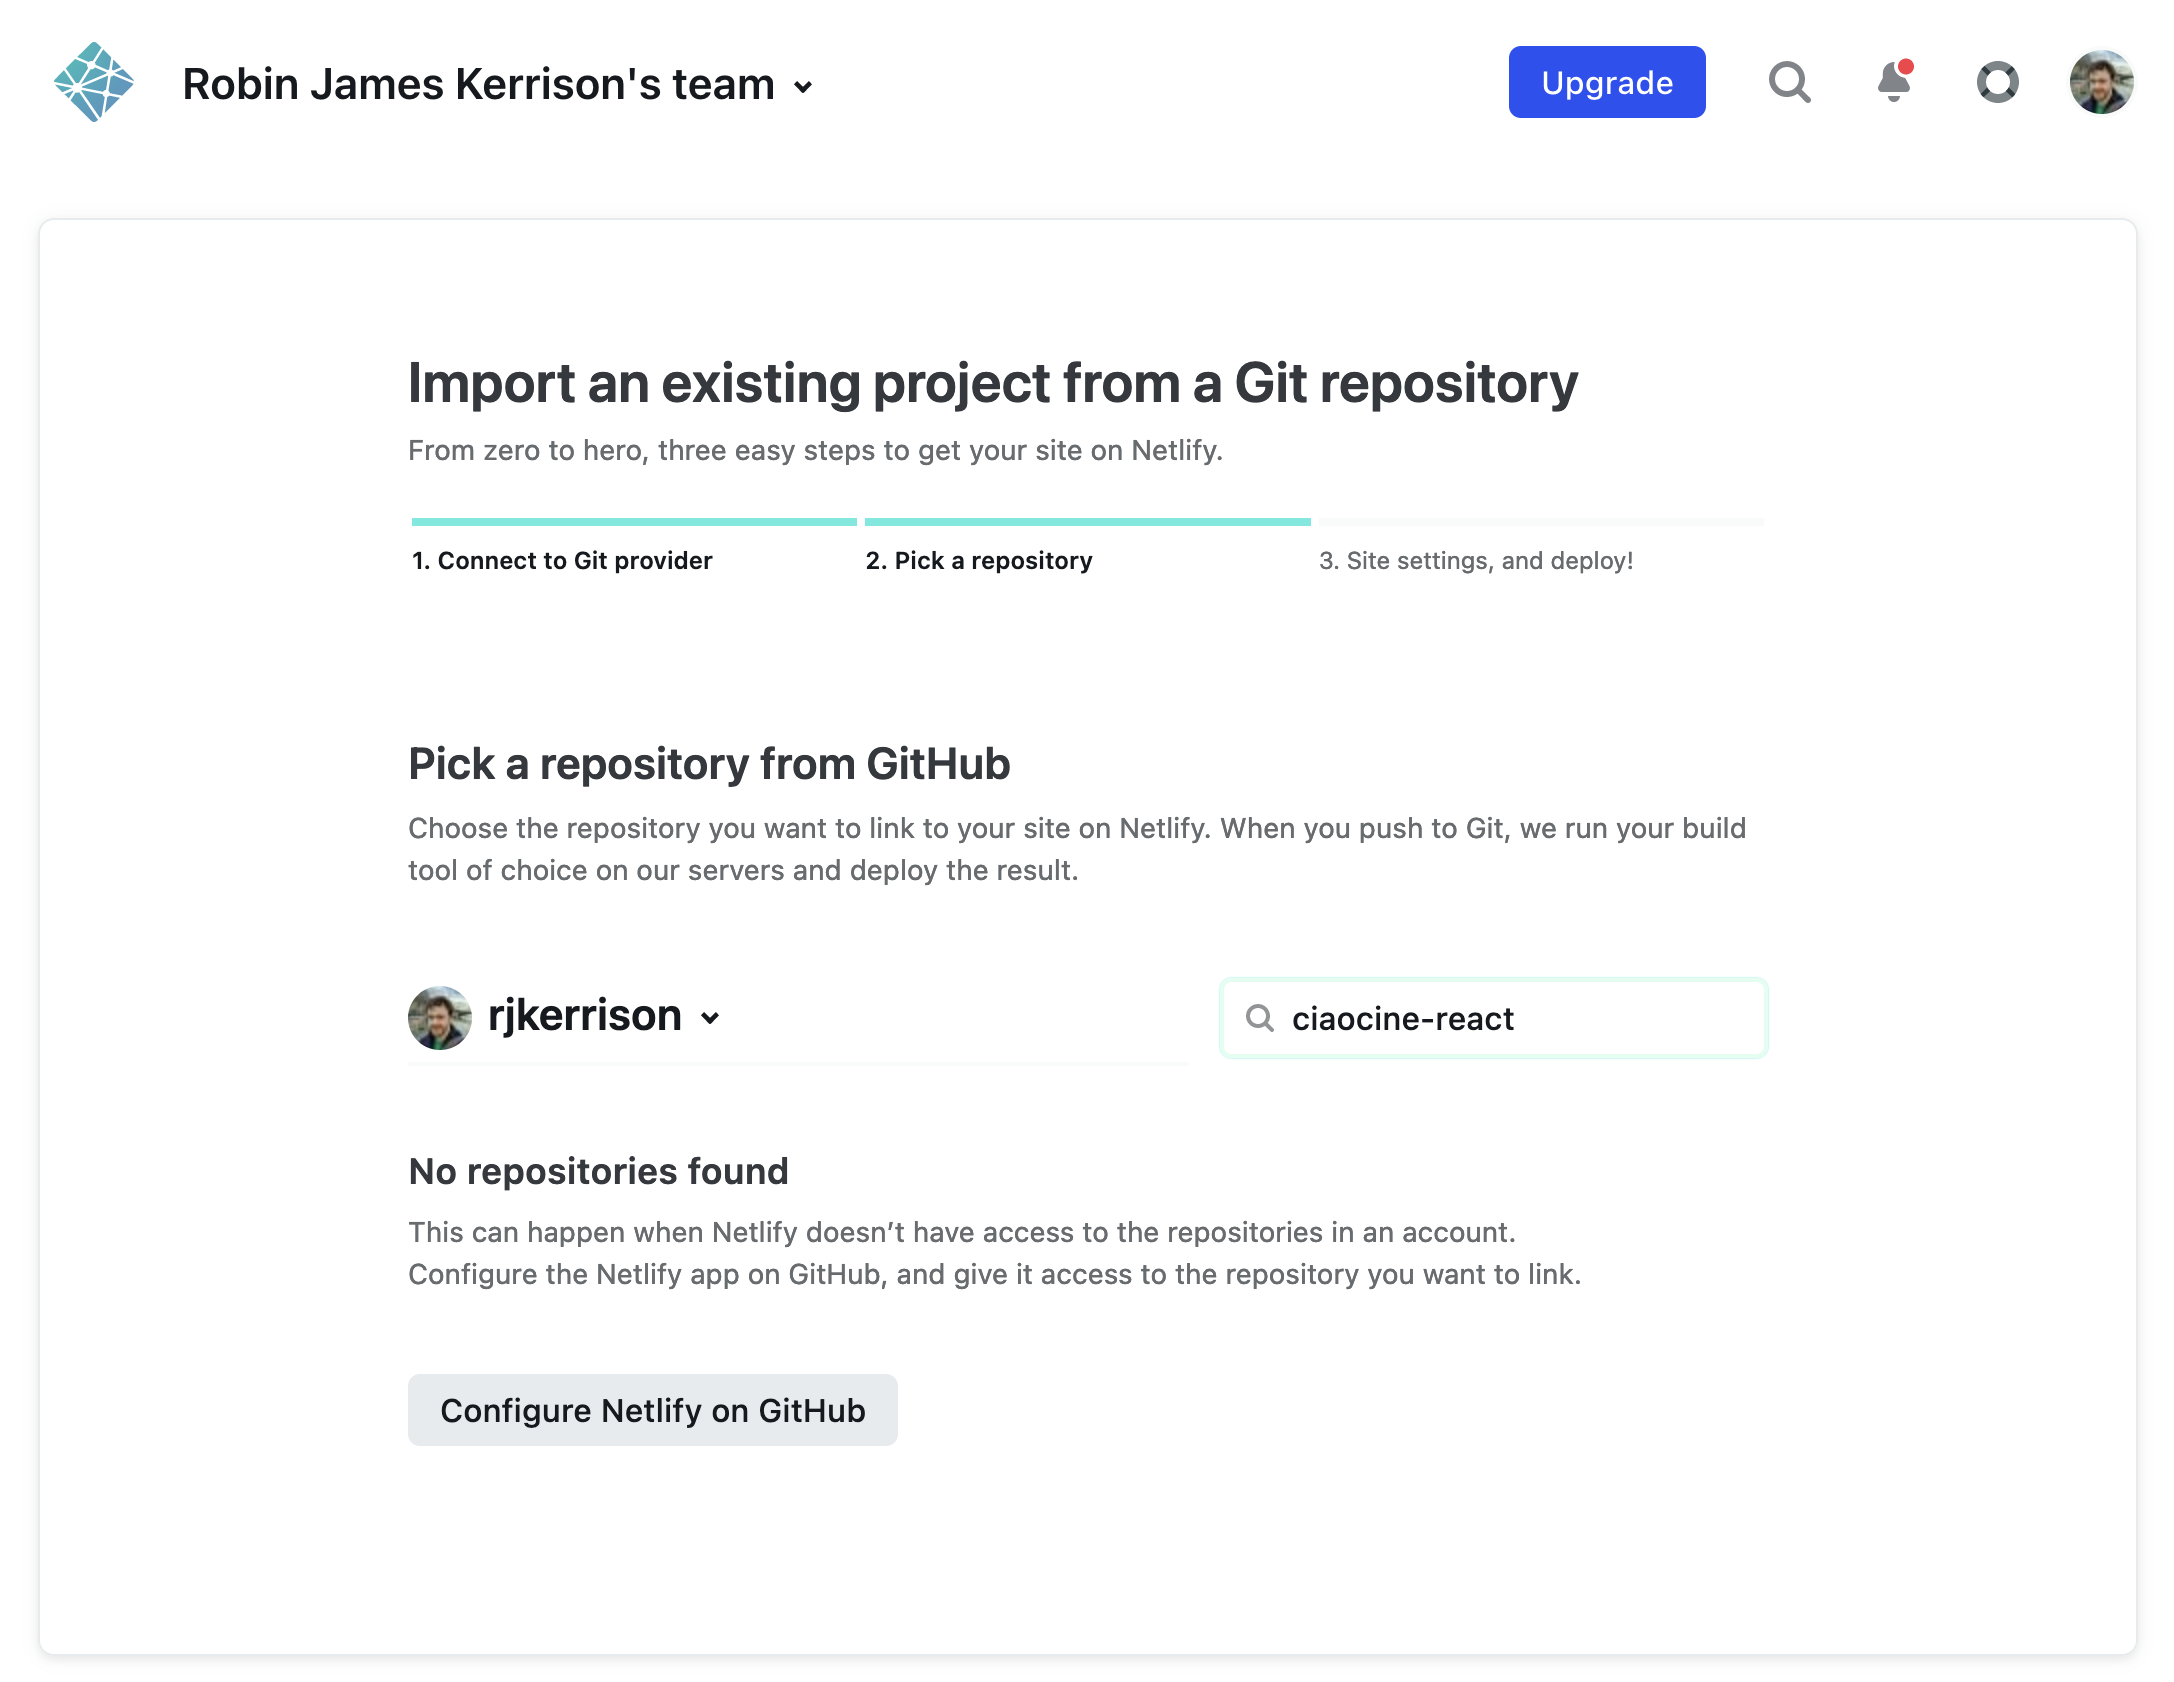 Robin James Kerrison's team
Upgrade
Import an existing project from a Git repository
From zero to hero, three easy steps to get your site on Netlify.
1. Connect to Git provider
2. Pick a repository
3. Site settings, and deploy!
Pick a repository from GitHub
Choose the repository you want to link to your site on Netlify. When you push to Git, we run your build
tool of choice on our servers and deploy the result.
rjkerrison
ciaocine-react
No repositories found
This can happen when Netlify doesn’t have access to the repositories in an account.
Configure the Netlify app on GitHub, and give it access to the repository you want to link.
Configure Netlify on GitHub